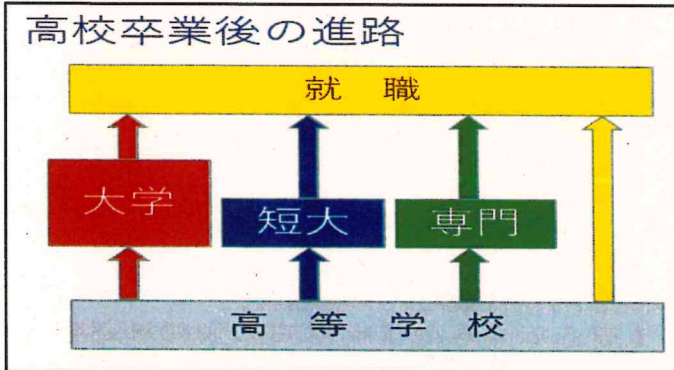 高校卒業後の進路
就職
大学
短大
専門
高等学校